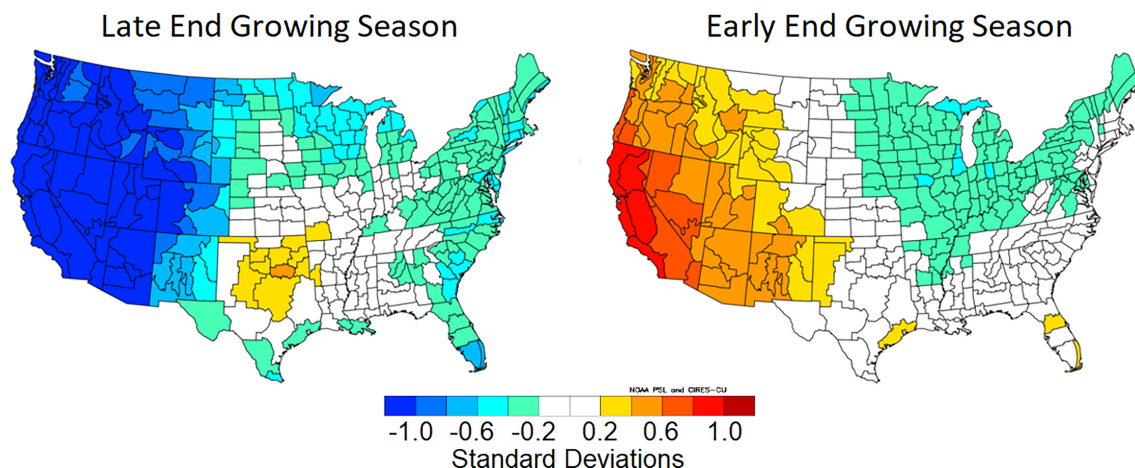 Late End Growing Season
Early End Growing Season
NOAA PSL and CIRES-CU
-1.0 -0.6 -0.2 0.2 0.6 1.0
Standard Deviations